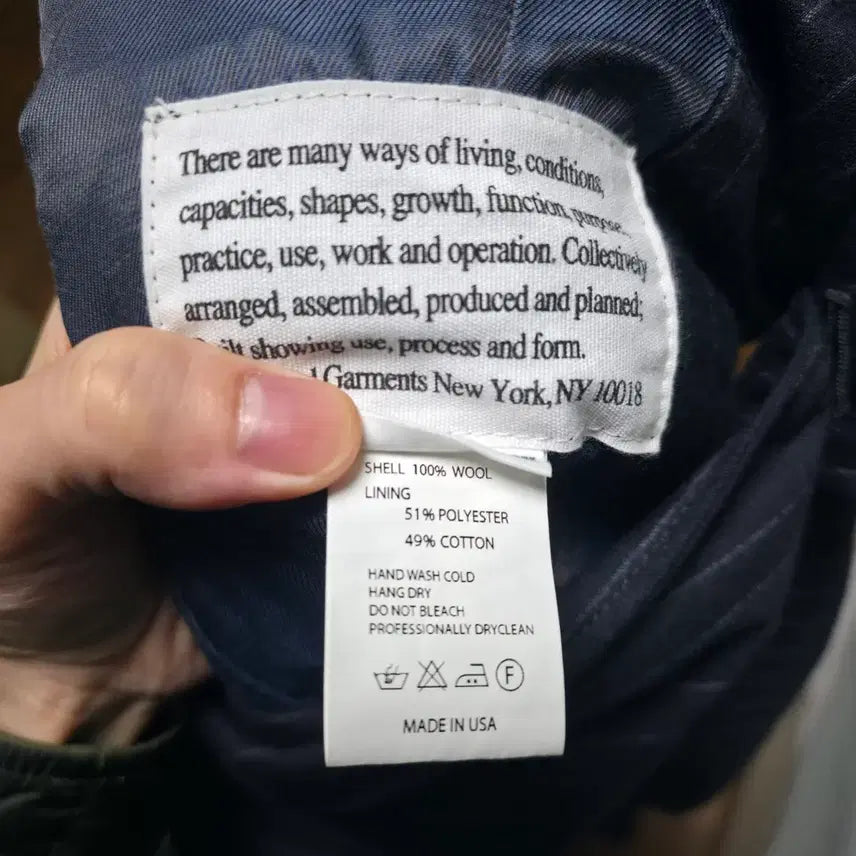 There are many ways of living, conditions,
capacities, shapes, growth, function, purpose,
practice, use, work and operation. Collectively
arranged, assembled, produced and planned;
showing use, process and form.
Garments New York, NY 10018
SHELL 100% WOOL
LINING
51% POLYESTER
49% COTTON
HAND WASH COLD
HANG DRY
DO NOT BLEACH
PROFESSIONALLY DRYCLEAN
F
MADE IN USA